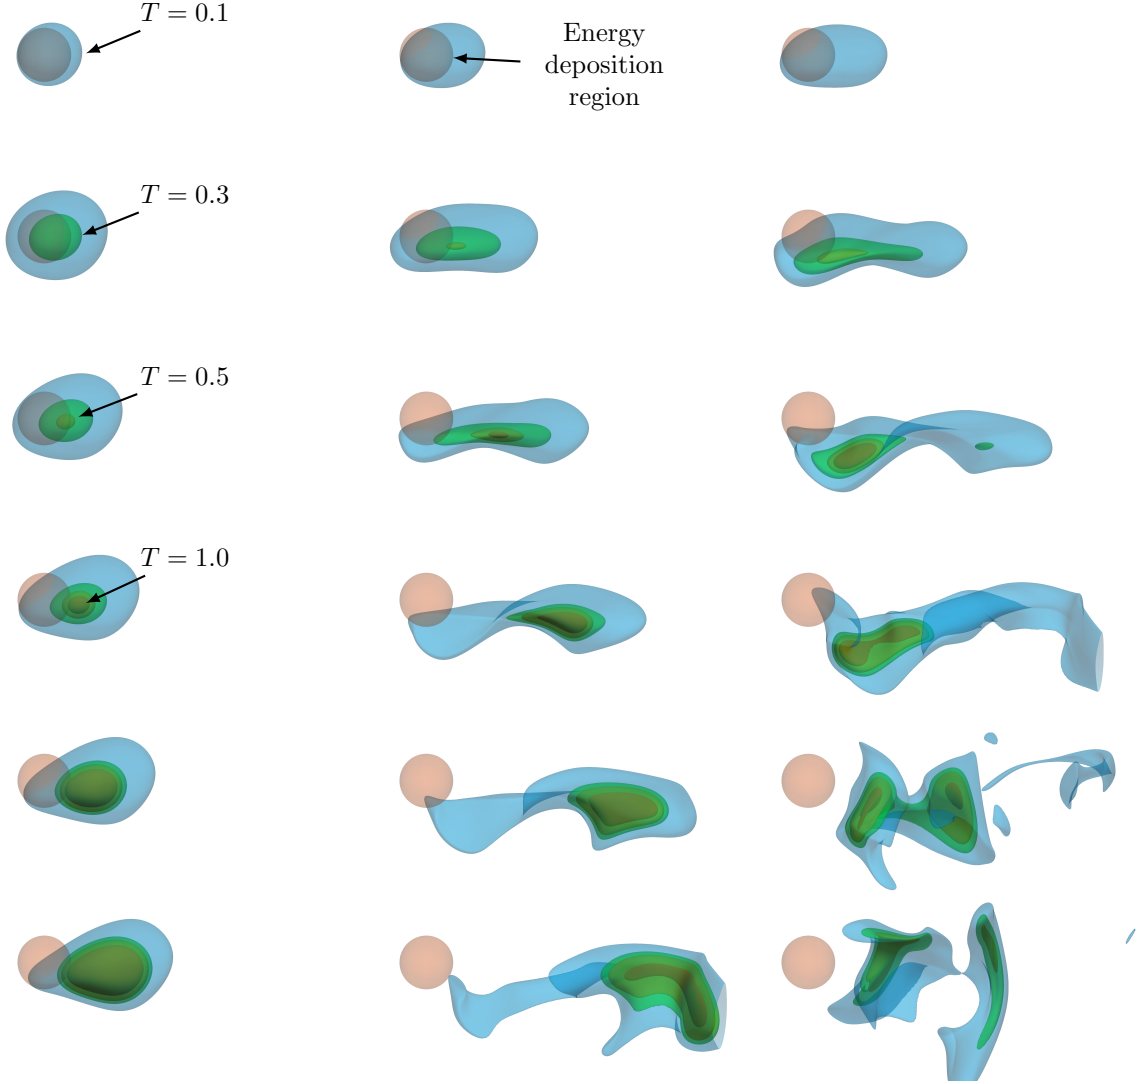 T = 0.1
Energy
deposition
region
T = 0.3
T = 0.5
T = 1.0